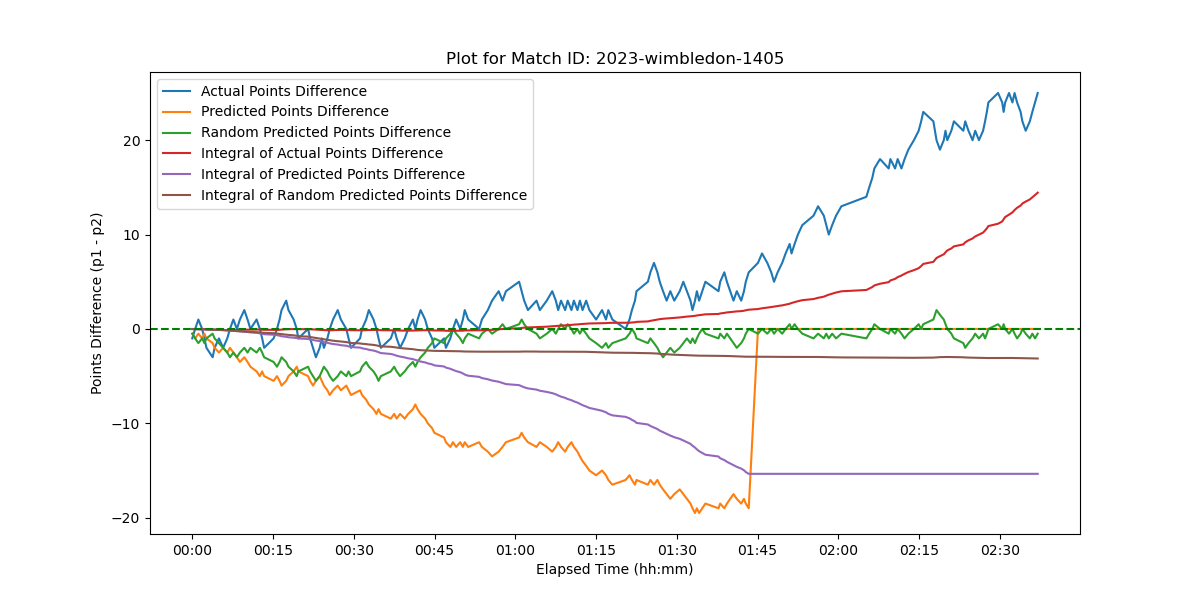 Plot for Match ID: 2023-wimbledon-1405
Actual Points Difference
Predicted Points Difference
Random Predicted Points Difference
Integral of Actual Points Difference
Integral of Predicted Points Difference
Integral of Random Predicted Points Difference
Points Difference (p1 - p2)
20
10
0
−10
−20
00:00 00:15 00:30 00:45 01:00 01:15 01:30 01:45 02:00 02:15 02:30
Elapsed Time (hh:mm)